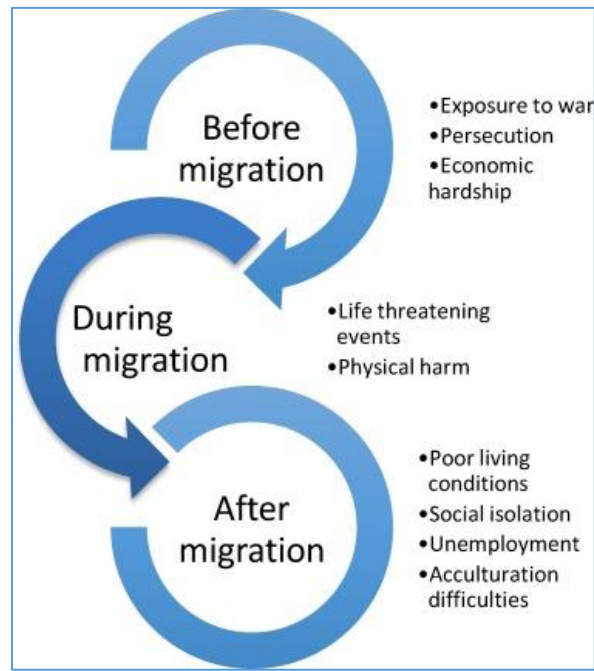 Before
migration
•Exposure to war
•Persecution
•Economic
hardship
During
migration
•Life threatening
events
•Physical harm
After
migration
•Poor living
conditions
•Social isolation
•Unemployment
•Acculturation
difficulties